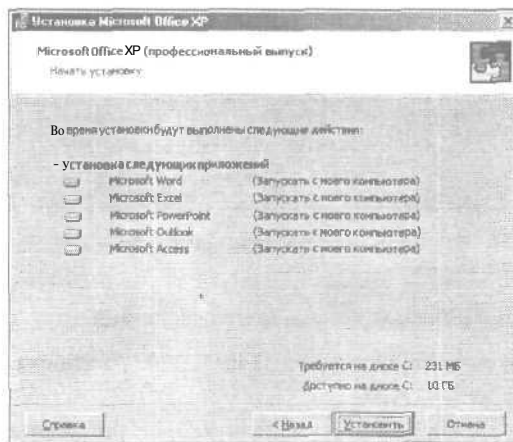 Установка Microsoft Office XP
Microsoft Office XP (профессиональный выпуск)
Начать установку
Во время установки будут выполнены следующие действия:
- Установка следующих приложений
Microsoft Word (Запускать с моего компьютера)
Microsoft Excel (Запускать с моего компьютера)
Microsoft PowerPoint (Запускать с моего компьютера)
Microsoft Outlook (Запускать с моего компьютера)
Microsoft Access (Запускать с моего компьютера)
Требуется на диске C: 231 МБ
Доступно на диске C: 10 ГБ
Справка < Назад Установить Отмена